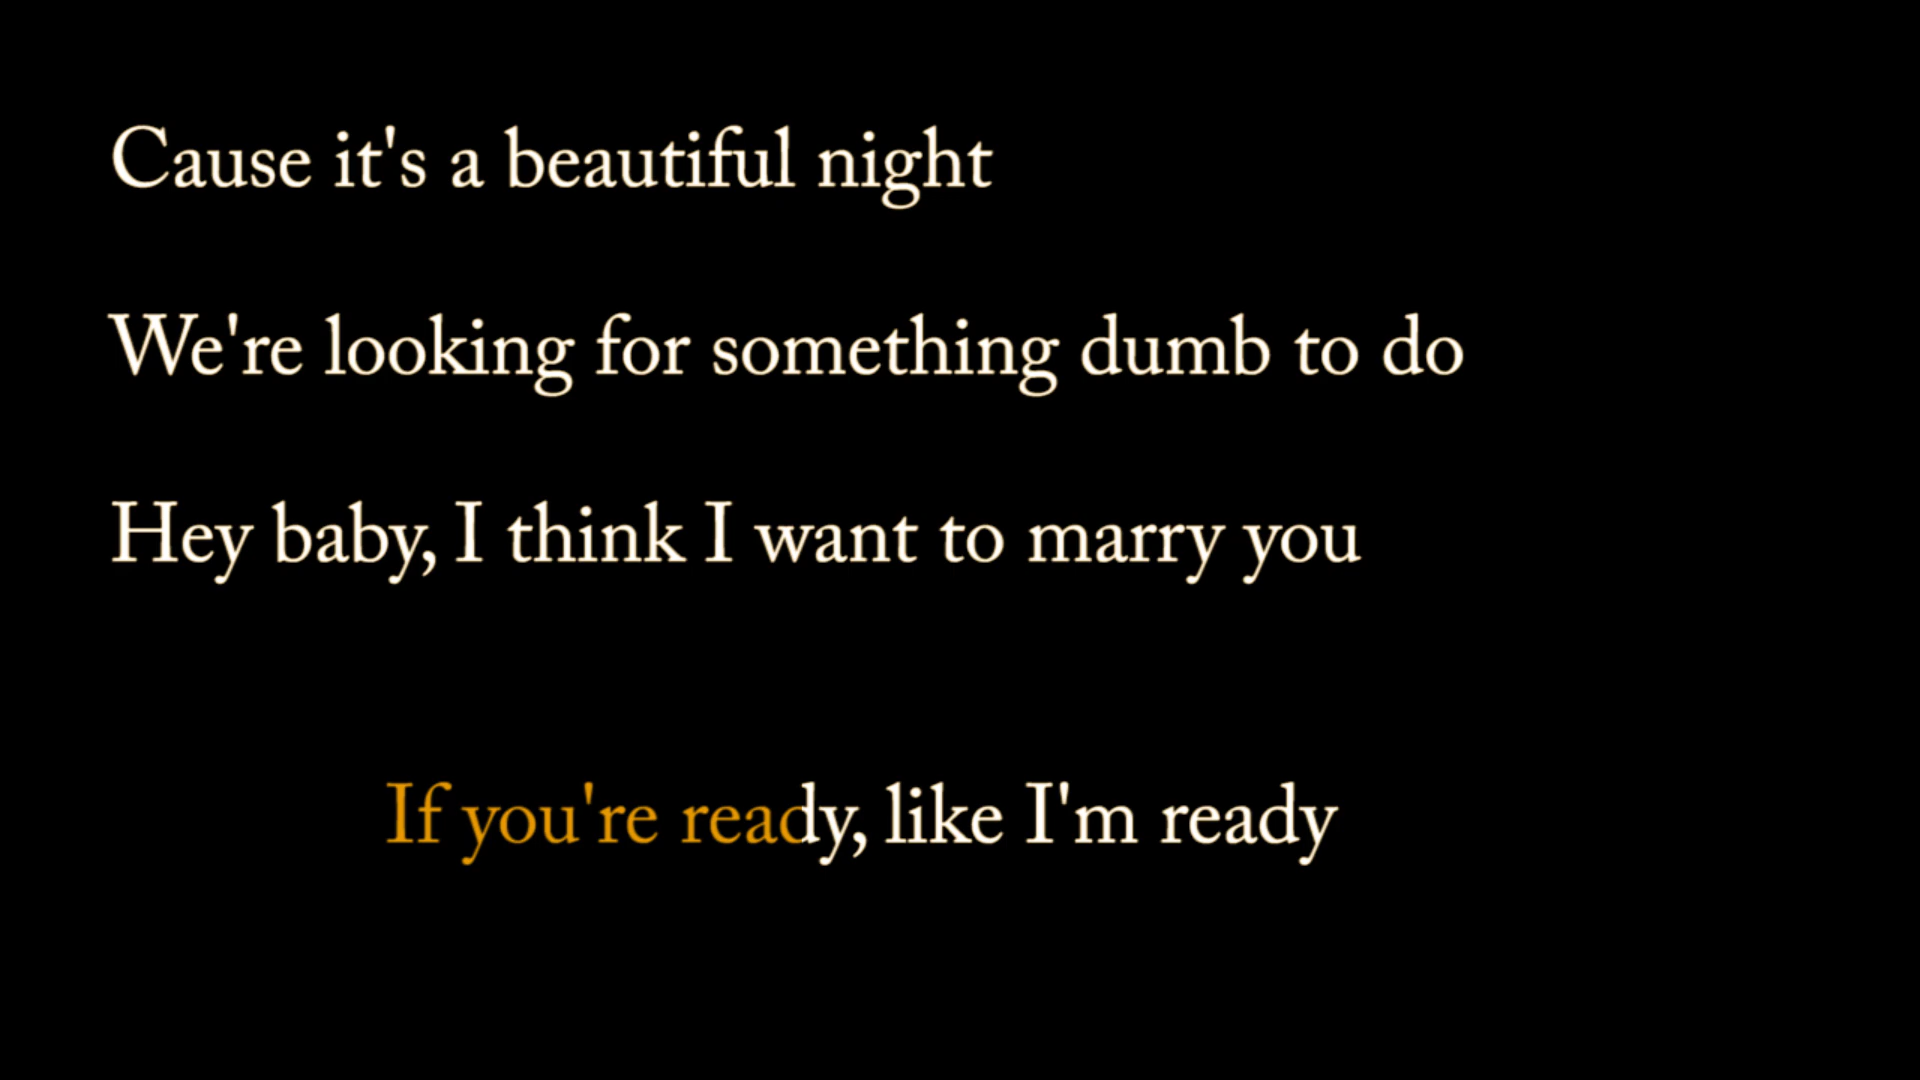 Cause it's a beautiful night
We're looking for something dumb to do
Hey baby, I think I want to marry you
If you're ready, like I'm ready